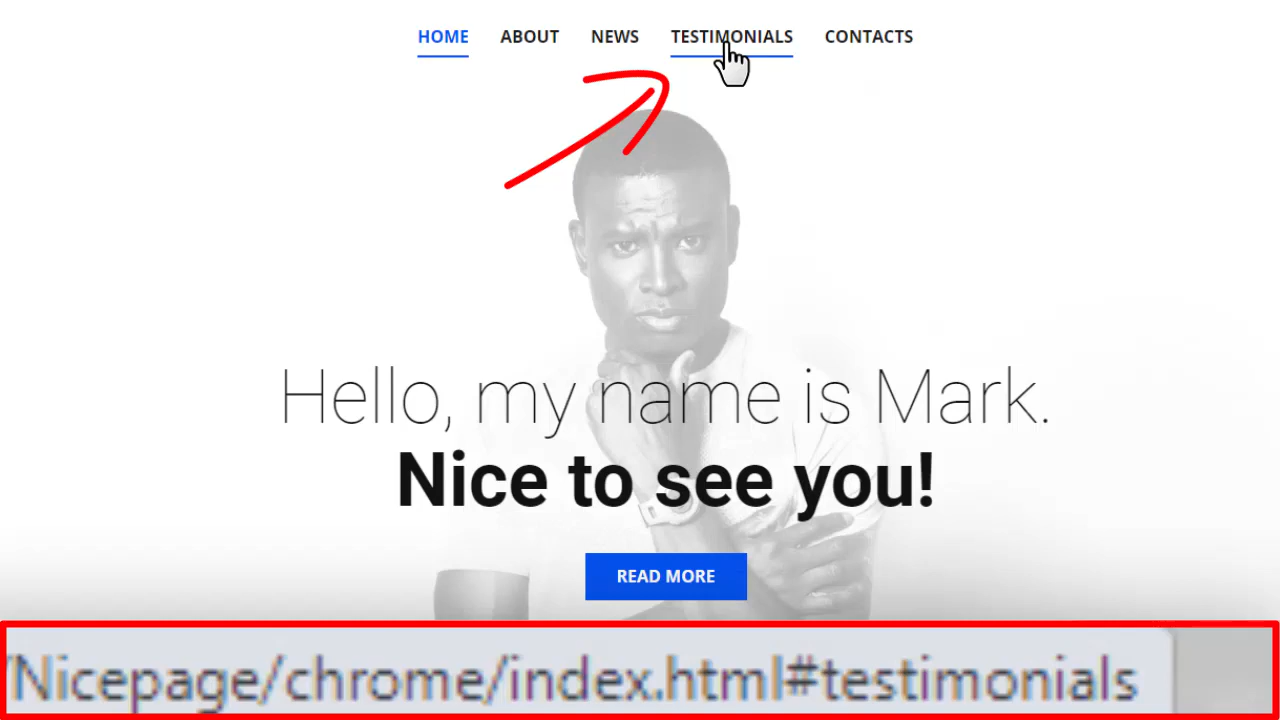 HOME ABOUT NEWS TESTIMONIALS CONTACTS
Hello, my name is Mark.
Nice to see you!
READ MORE
/Nicepage/chrome/index.html#testimonials